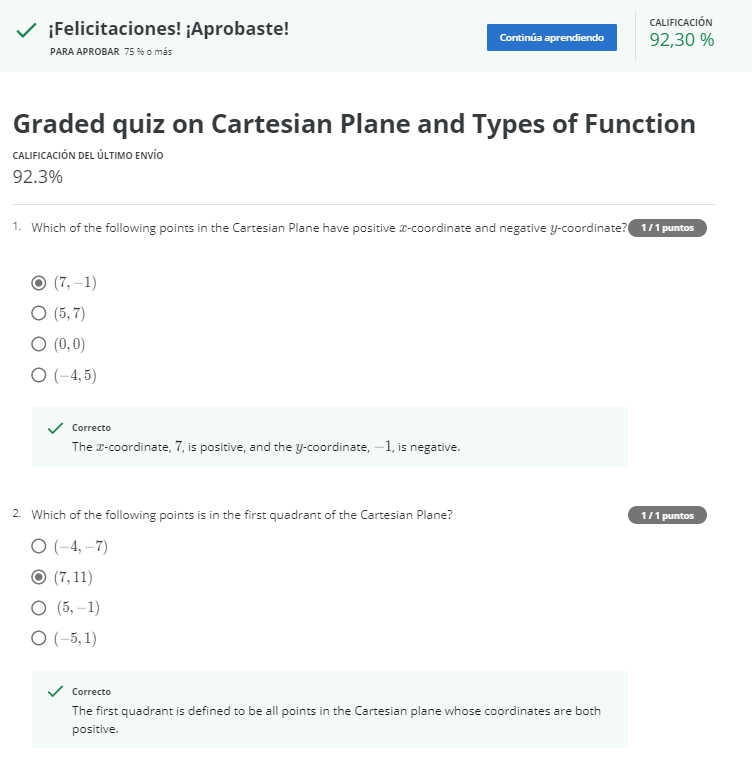 ¡Felicitaciones! ¡Aprobaste!
PARA APROBAR 75 % o más
Continúa aprendiendo
CALIFICACIÓN
92,30 %
Graded quiz on Cartesian Plane and Types of Function
CALIFICACIÓN DEL ÚLTIMO ENVÍO
92.3%
1. Which of the following points in the Cartesian Plane have positive x-coordinate and negative y-coordinate? 1 / 1 puntos
(7, −1)
(5, 7)
(0, 0)
(−4, 5)
Correcto
The x-coordinate, 7, is positive, and the y-coordinate, −1, is negative.
2. Which of the following points is in the first quadrant of the Cartesian Plane? 1 / 1 puntos
(−4, −7)
(7, 11)
(5, −1)
(−5, 1)
Correcto
The first quadrant is defined to be all points in the Cartesian plane whose coordinates are both
positive.